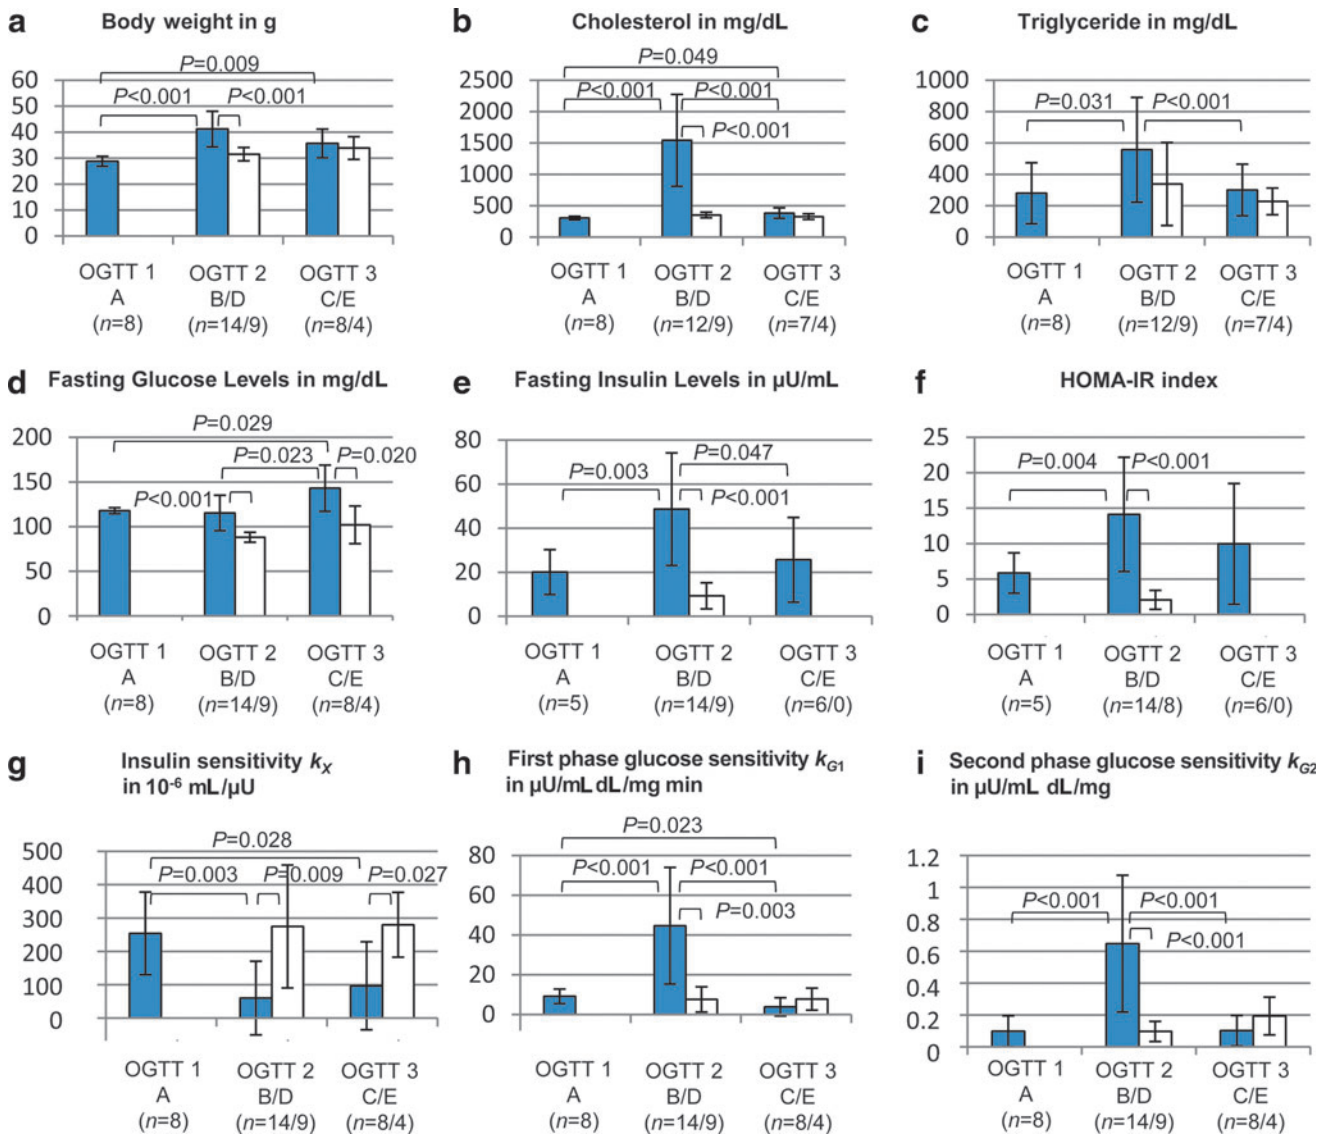 a Body weight in g
P=0.009
P<0.001 P<0.001
60
50
40
30
20
10
0
OGTT 1 OGTT 2 OGTT 3
A B/D C/E
(n=8) (n=14/9) (n=8/4)
b Cholesterol in mg/dL
P=0.049
P<0.001 P<0.001
P<0.001
2500
2000
1500
1000
500
0
OGTT 1 OGTT 2 OGTT 3
A B/D C/E
(n=8) (n=12/9) (n=7/4)
c Triglyceride in mg/dL
P=0.031 P<0.001
1000
800
600
400
200
0
OGTT 1 OGTT 2 OGTT 3
A B/D C/E
(n=8) (n=12/9) (n=7/4)
d Fasting Glucose Levels in mg/dL
P=0.029
P=0.023 P=0.020
P<0.001
200
150
100
50
0
OGTT 1 OGTT 2 OGTT 3
A B/D C/E
(n=8) (n=14/9) (n=8/4)
e Fasting Insulin Levels in µU/mL
P=0.003 P=0.047
P<0.001
80
60
40
20
0
OGTT 1 OGTT 2 OGTT 3
A B/D C/E
(n=5) (n=14/9) (n=6/0)
f HOMA-IR index
P=0.004 P<0.001
25
20
15
10
5
0
OGTT 1 OGTT 2 OGTT 3
A B/D C/E
(n=5) (n=14/8) (n=6/0)
g Insulin sensitivity kX
in 10-6 mL/µU
P=0.028
P=0.003 P=0.009 P=0.027
500
400
300
200
100
0
OGTT 1 OGTT 2 OGTT 3
A B/D C/E
(n=8) (n=14/9) (n=8/4)
h First phase glucose sensitivity kG1
in µU/mL dL/mg min
P=0.023
P<0.001 P<0.001
P=0.003
80
60
40
20
0
OGTT 1 OGTT 2 OGTT 3
A B/D C/E
(n=8) (n=14/9) (n=8/4)
i Second phase glucose sensitivity kG2
in µU/mL dL/mg
P<0.001 P<0.001
P<0.001
1.2
1
0.8
0.6
0.4
0.2
0
OGTT 1 OGTT 2 OGTT 3
A B/D C/E
(n=8) (n=14/9) (n=8/4)